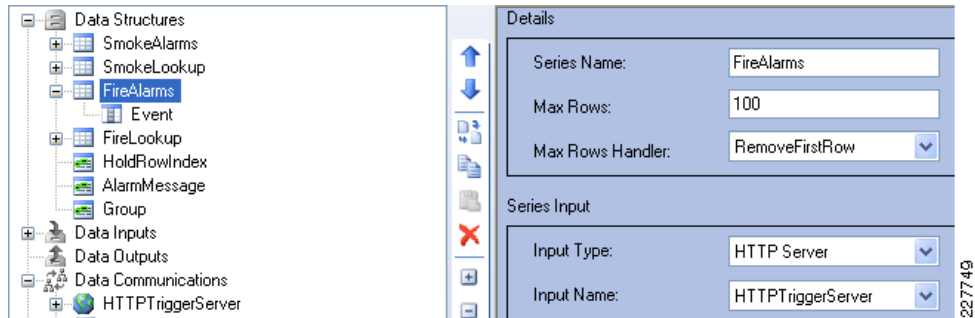 Data Structures
SmokeAlarms
SmokeLookup
FireAlarms
Event
FireLookup
HoldRowIndex
AlarmMessage
Group
Data Inputs
Data Outputs
Data Communications
HTTPTriggerServer
Details
Series Name: FireAlarms
Max Rows: 100
Max Rows Handler: RemoveFirstRow
Series Input
Input Type: HTTP Server
Input Name: HTTPTriggerServer
227749